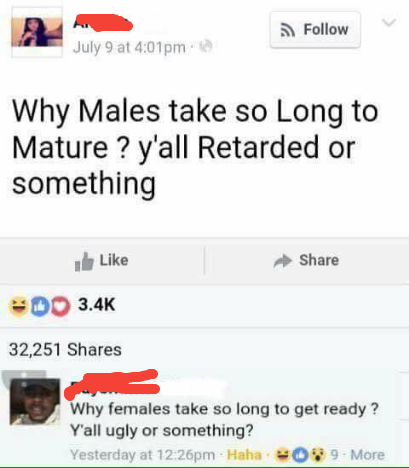 Follow
July 9 at 4:01pm ·
Why Males take so Long to
Mature ? y'all Retarded or
something
Like
Share
3.4K
32,251 Shares
Why females take so long to get ready ?
Y'all ugly or something?
Yesterday at 12:26pm · Haha · 9 · More